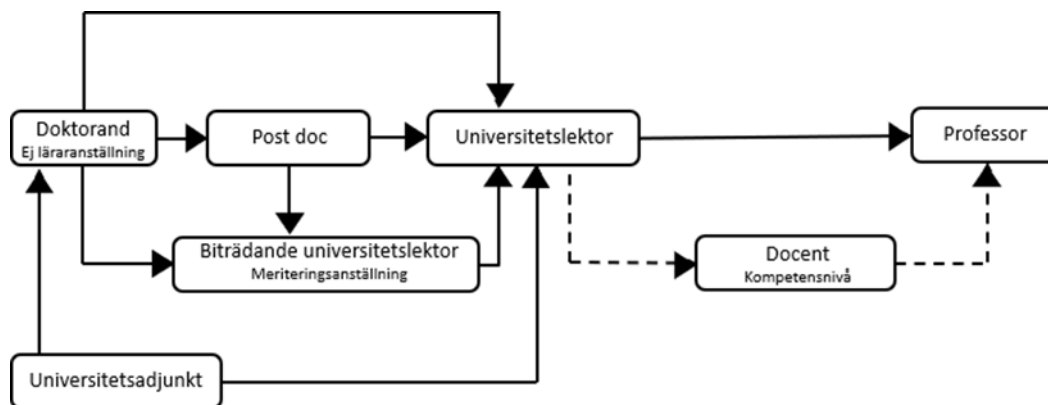 Doktorand
Ej läraranställning
Post doc
Universitetslektor
Professor
Biträdande universitetslektor
Meriteringsanställning
Docent
Kompetensnivå
Universitetsadjunkt